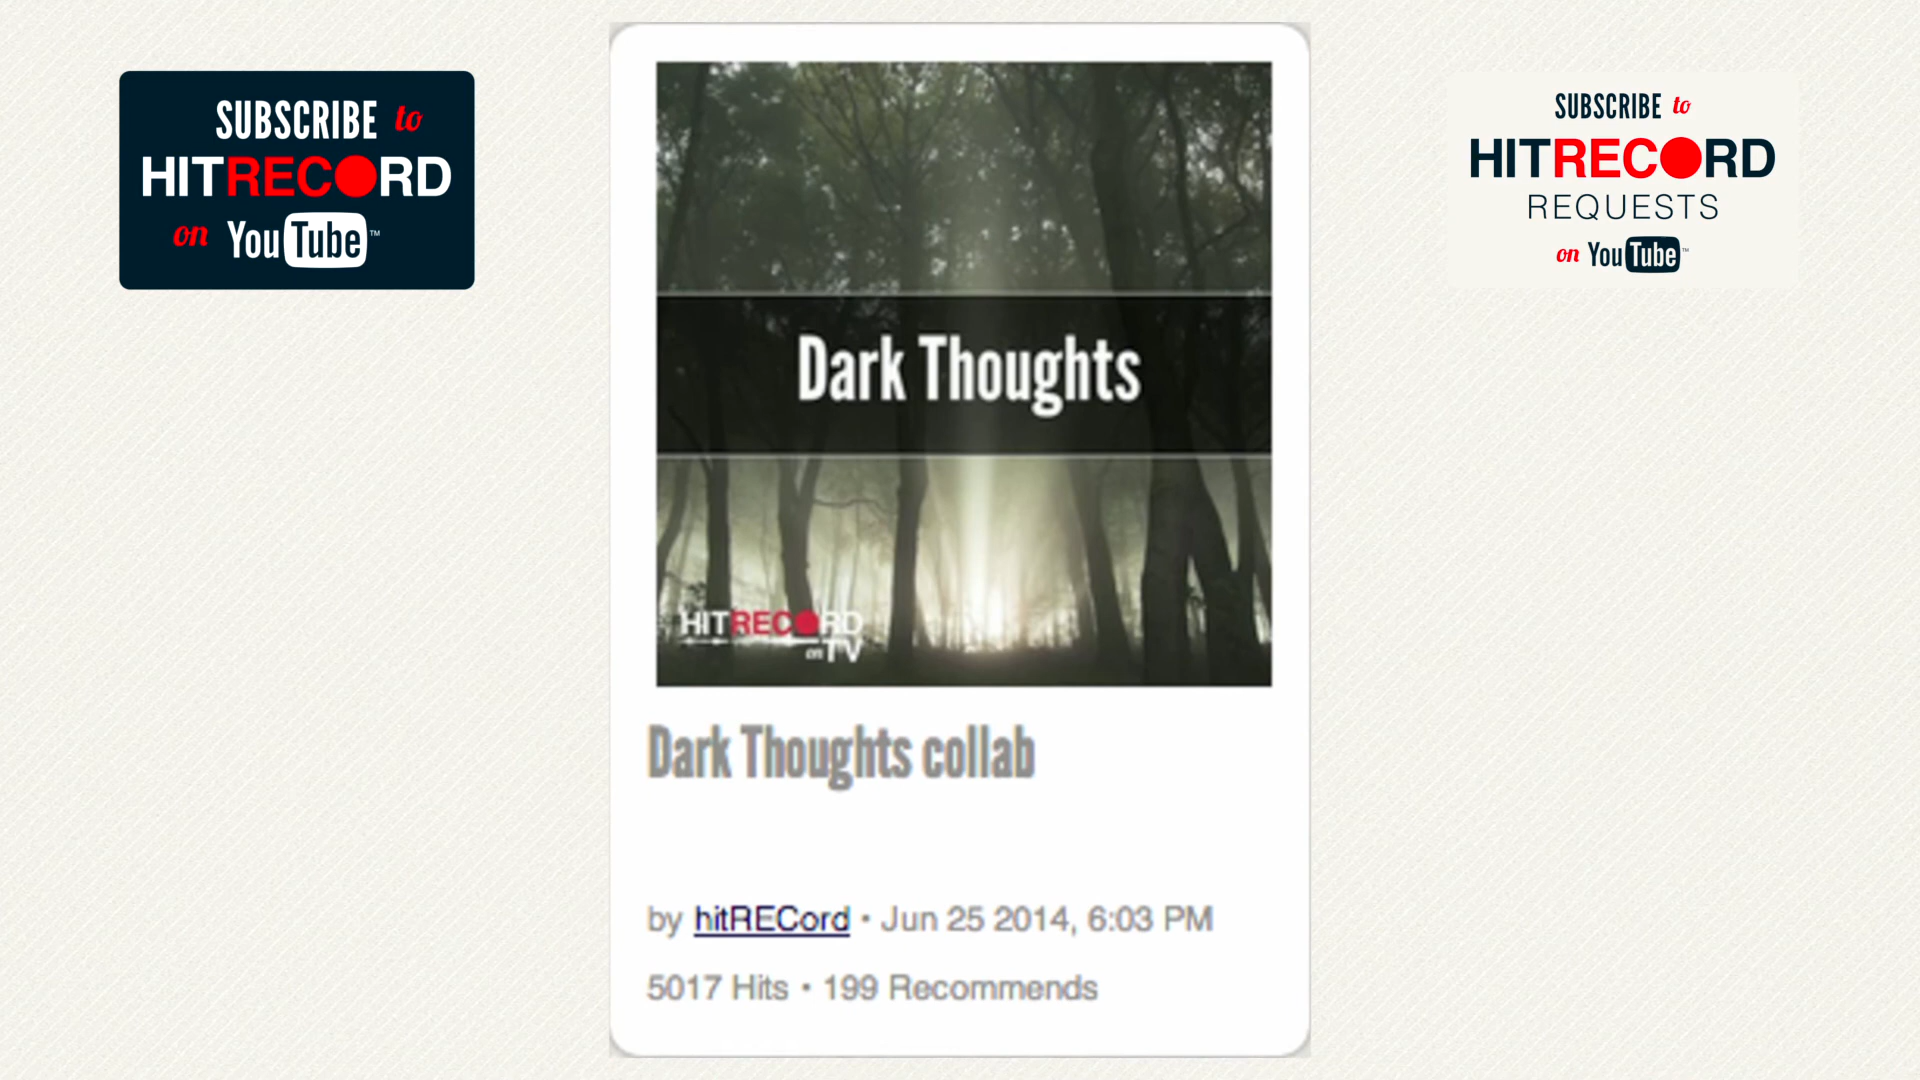 SUBSCRIBE to
HITRECORD
on YouTube™
Dark Thoughts
HITRECORD
on TV
Dark Thoughts collab
by hitRECord • Jun 25 2014, 6:03 PM
5017 Hits • 199 Recommends
SUBSCRIBE to
HITRECORD
REQUESTS
on YouTube™